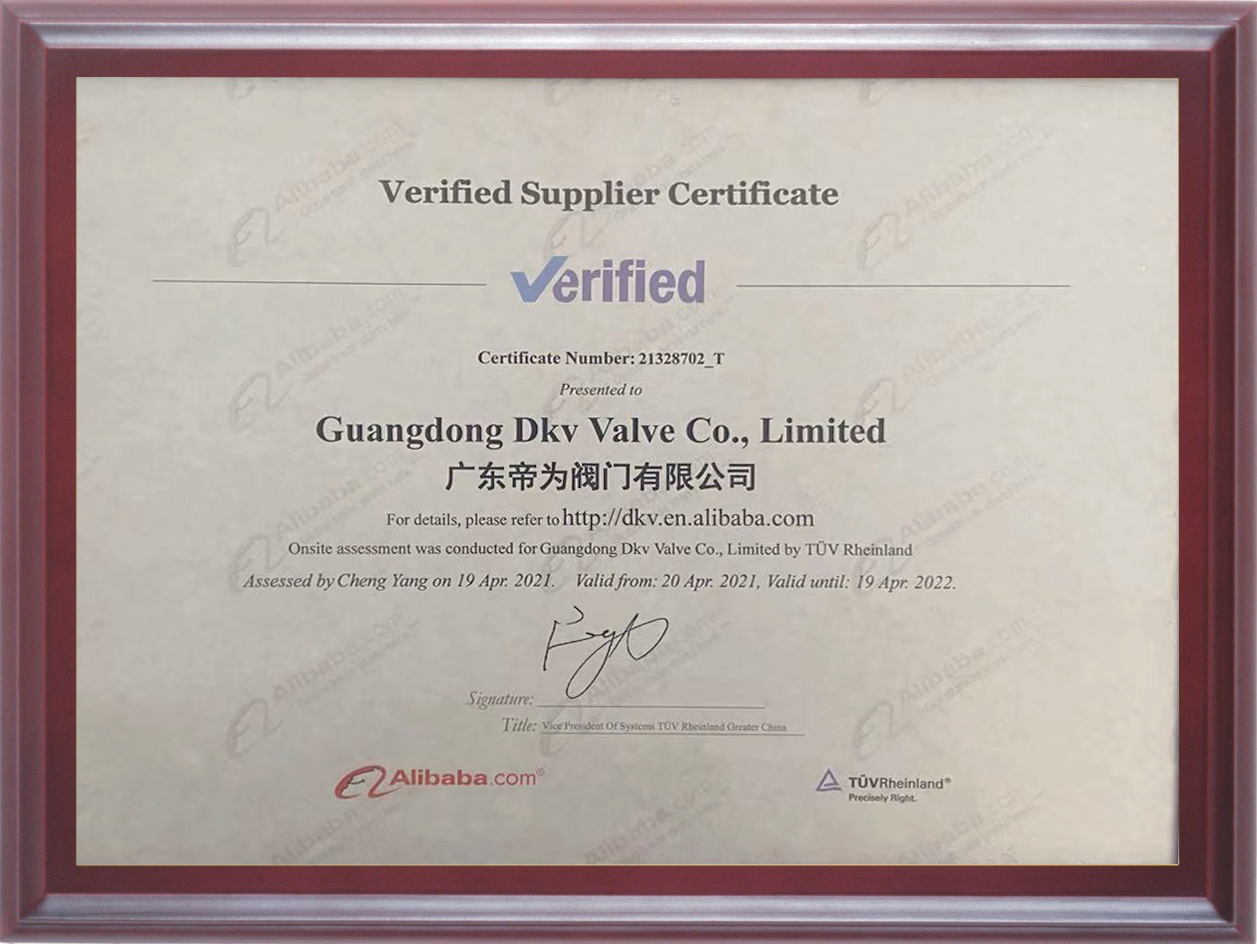 Verified Supplier Certificate
Verified
Certificate Number: 21328702_T
Presented to
Guangdong Dkv Valve Co., Limited
广东帝为阀门有限公司
For details, please refer to http://dkv.en.alibaba.com
Onsite assessment was conducted for Guangdong Dkv Valve Co., Limited by TÜV Rheinland
Assessed by Cheng Yang on 19 Apr. 2021. Valid from: 20 Apr. 2021, Valid until: 19 Apr. 2022.
Signature:
Title: Vice President Of Systems TÜV Rheinland Greater China
Alibaba.com®
TÜVRheinland®
Precisely Right.